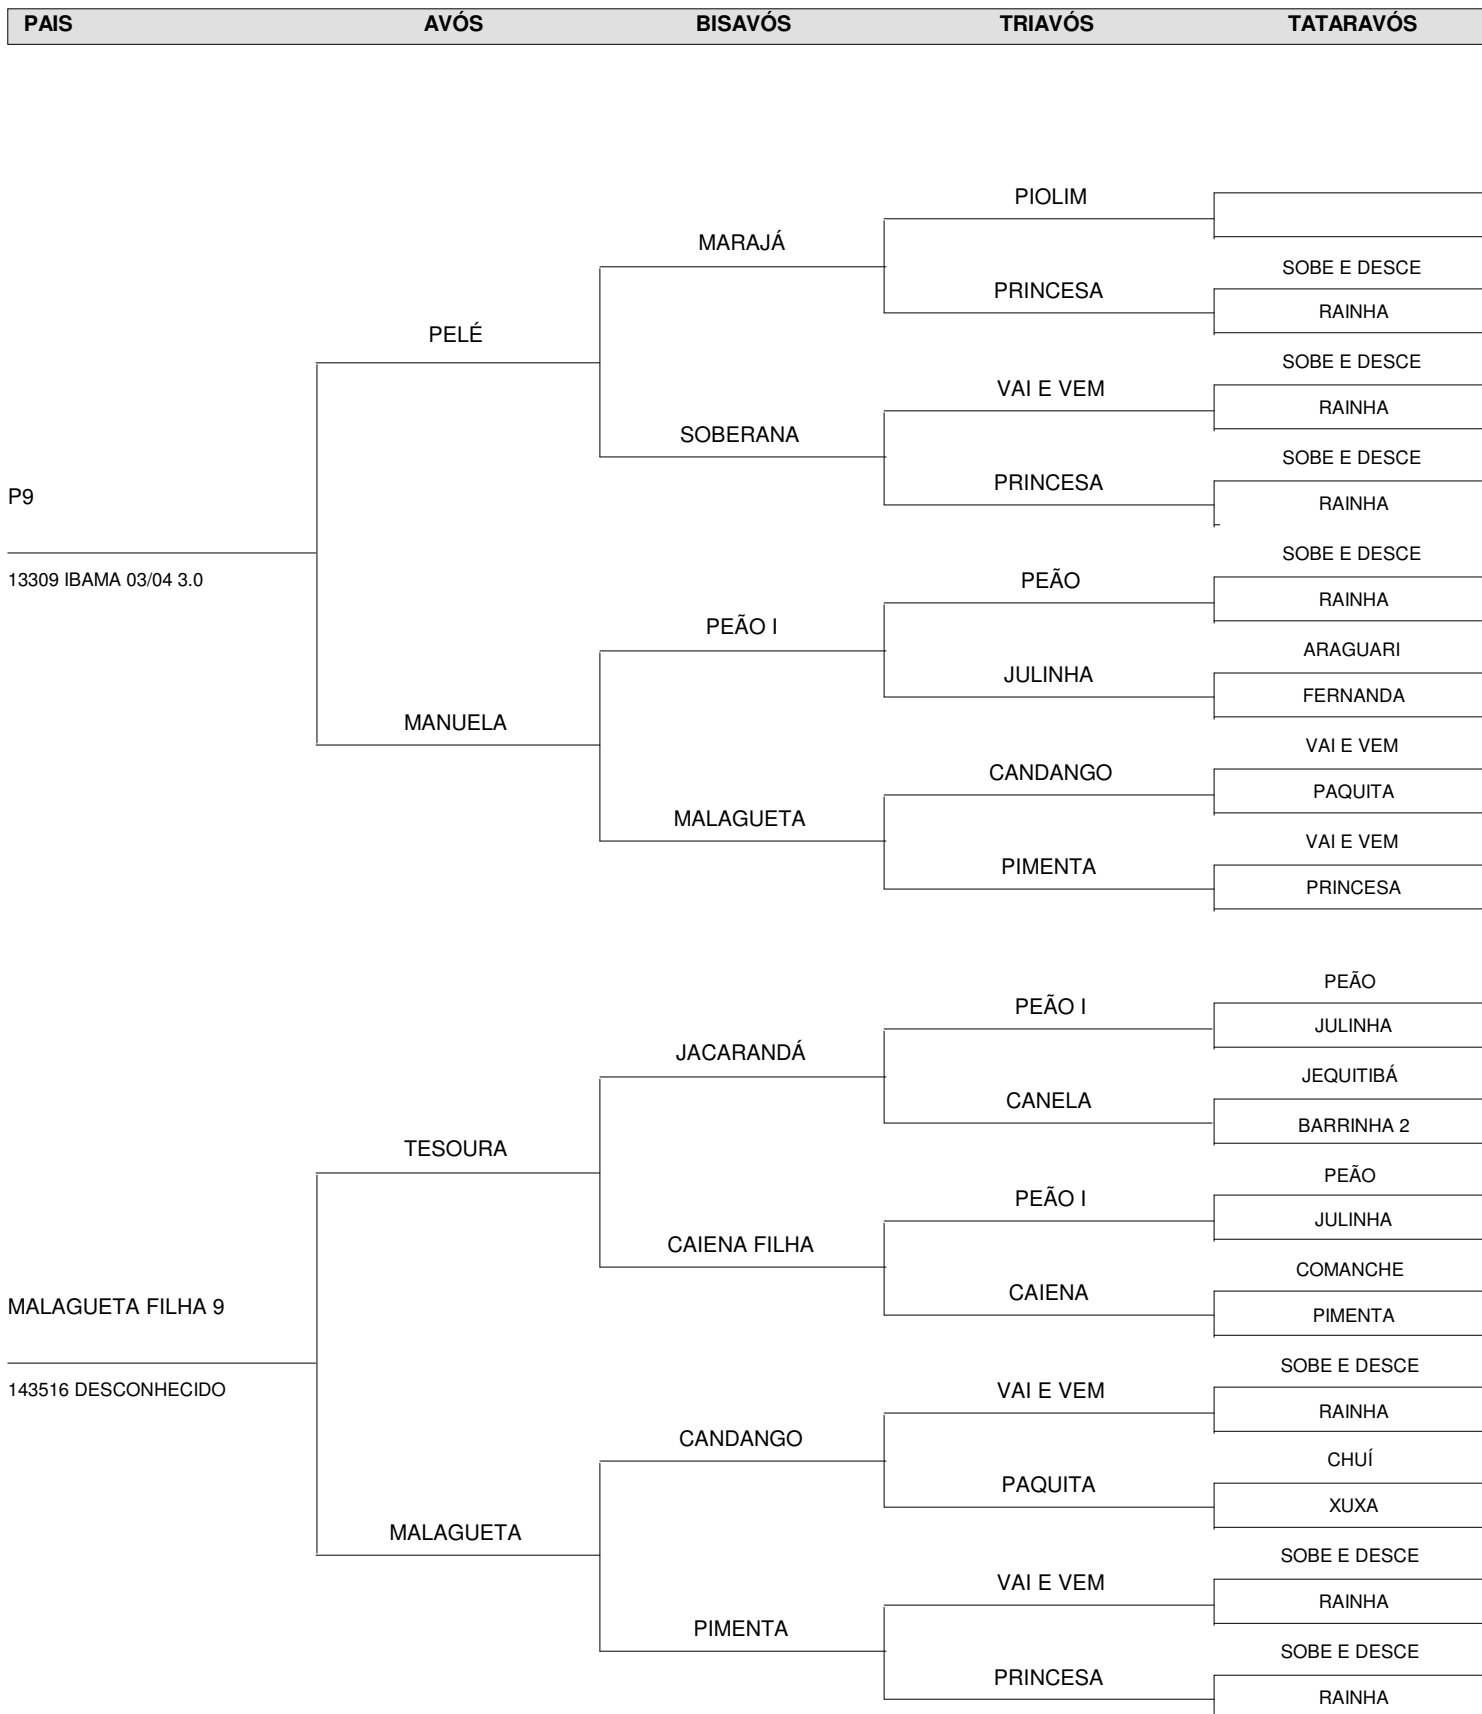 PAIS AVÓS BISAVÓS TRIAVÓS TATARAVÓS
PIOLIM
MARAJÁ
SOBE E DESCE
PRINCESA
RAINHA
PELÉ
SOBE E DESCE
VAI E VEM
RAINHA
SOBERANA
SOBE E DESCE
PRINCESA
P9
RAINHA
SOBE E DESCE
13309 IBAMA 03/04 3.0
PEÃO
RAINHA
PEÃO I
ARAGUARI
JULINHA
FERNANDA
MANUELA
VAI E VEM
CANDANGO
PAQUITA
MALAGUETA
VAI E VEM
PIMENTA
PRINCESA
PEÃO
PEÃO I
JULINHA
JACARANDÁ
JEQUITIBÁ
CANELA
BARRINHA 2
TESOURA
PEÃO
PEÃO I
JULINHA
CAIENA FILHA
COMANCHE
CAIENA
MALAGUETA FILHA 9
PIMENTA
SOBE E DESCE
143516 DESCONHECIDO
VAI E VEM
RAINHA
CANDANGO
CHUÍ
PAQUITA
XUXA
MALAGUETA
SOBE E DESCE
VAI E VEM
RAINHA
PIMENTA
SOBE E DESCE
PRINCESA
RAINHA